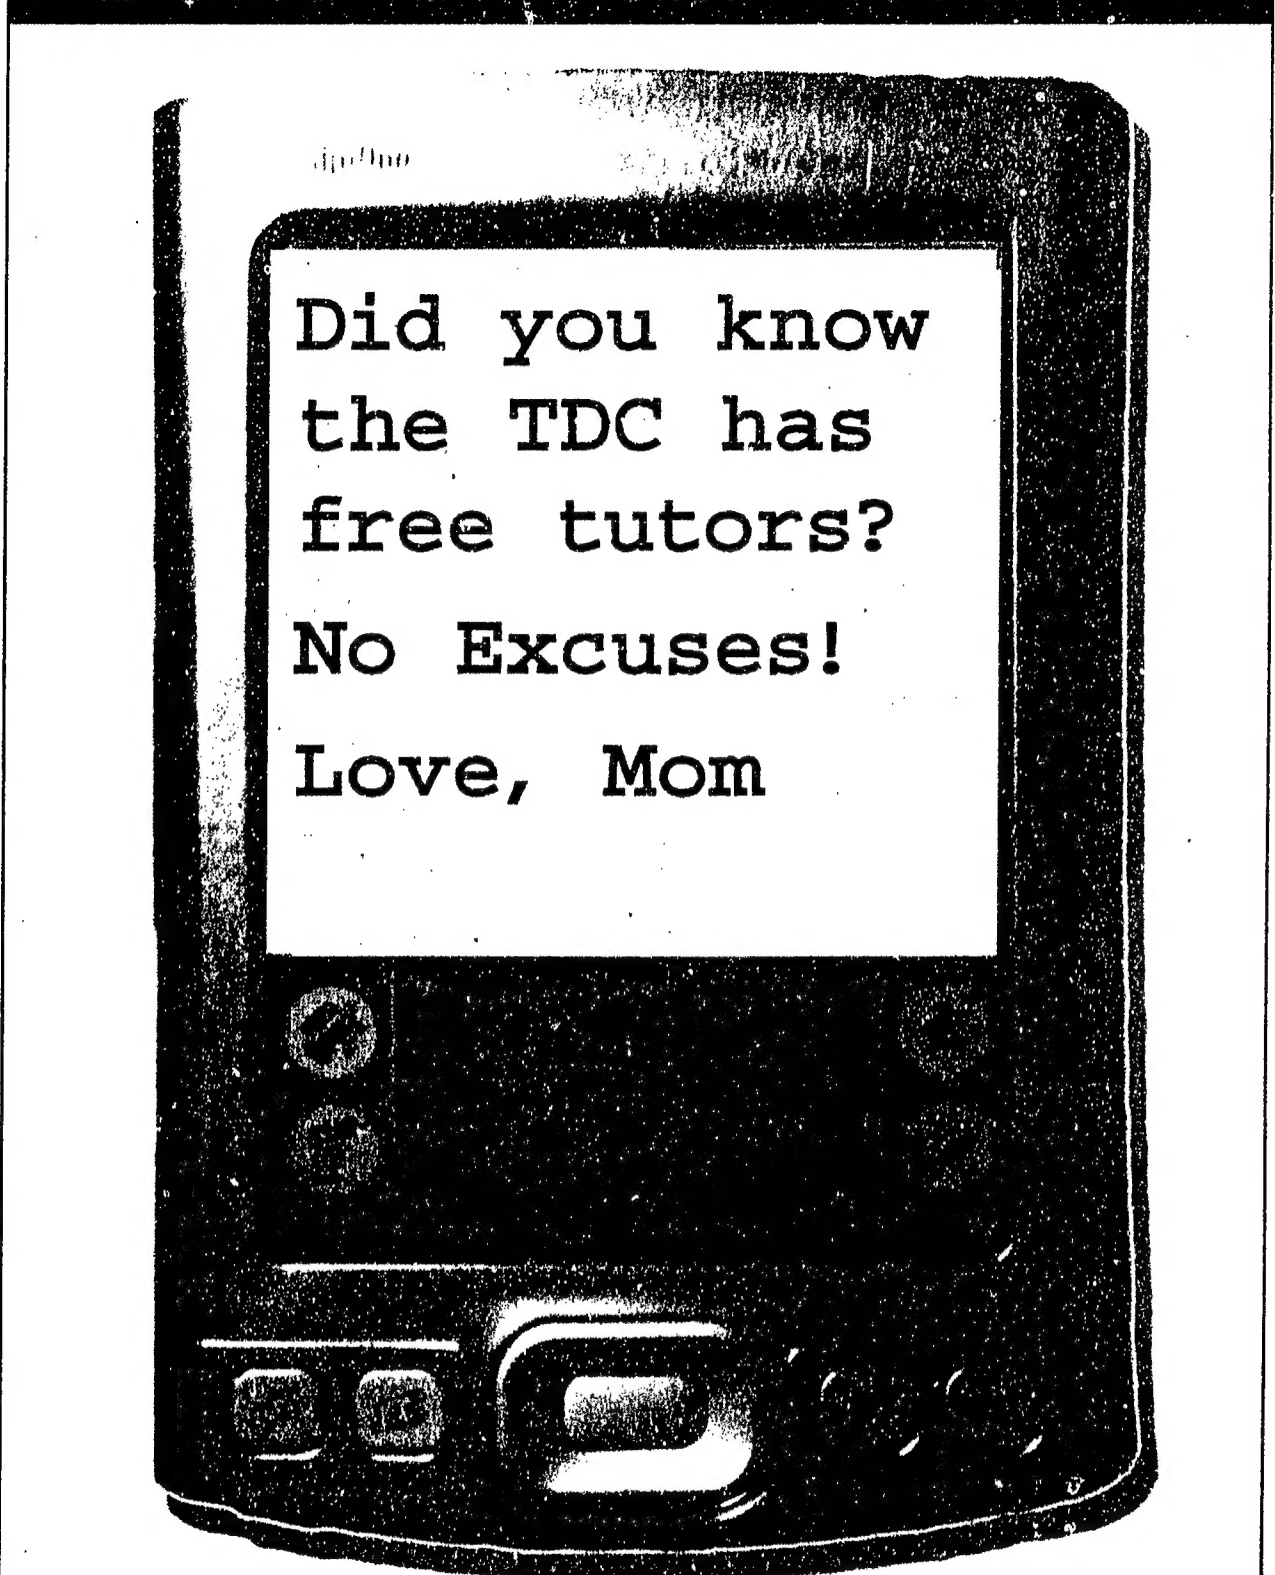 Did you know
the TDC has
free tutors?
No Excuses!
Love, Mom